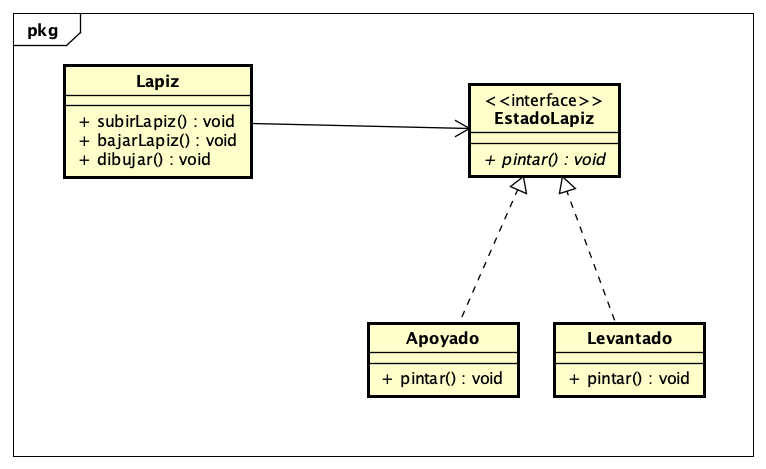 pkg
Lapiz
+ subirLapiz() : void
+ bajarLapiz() : void
+ dibujar() : void
<<interface>>
EstadoLapiz
+ pintar() : void
Apoyado
+ pintar() : void
Levantado
+ pintar() : void